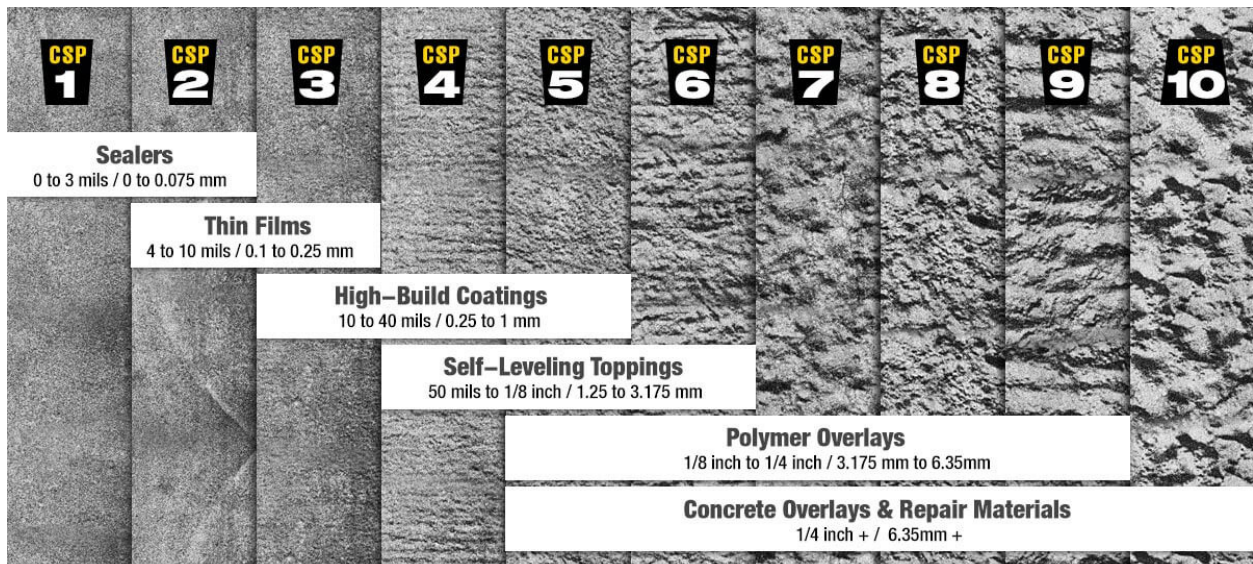 CSP
1
CSP
2
CSP
3
CSP
4
CSP
5
CSP
6
CSP
7
CSP
8
CSP
9
CSP
10
Sealers
0 to 3 mils / 0 to 0.075 mm
Thin Films
4 to 10 mils / 0.1 to 0.25 mm
High–Build Coatings
10 to 40 mils / 0.25 to 1 mm
Self–Leveling Toppings
50 mils to 1/8 inch / 1.25 to 3.175 mm
Polymer Overlays
1/8 inch to 1/4 inch / 3.175 mm to 6.35mm
Concrete Overlays & Repair Materials
1/4 inch + / 6.35mm +